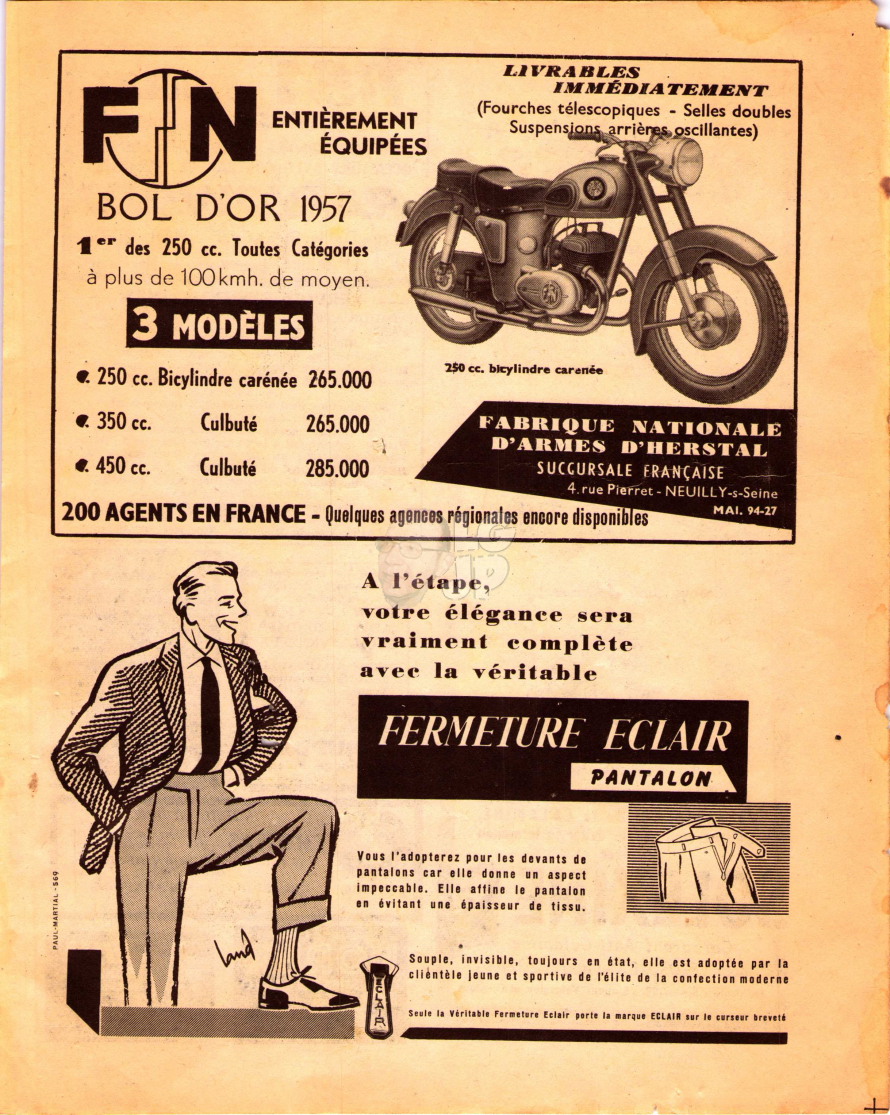 FN
ENTIÈREMENT
ÉQUIPÉES
BOL D'OR 1957
1er des 250 cc. Toutes Catégories
à plus de 100 kmh. de moyen.
3 MODÈLES
250 cc. Bicylindre carénée 265.000
350 cc. Culbuté 265.000
450 cc. Culbuté 285.000
LIVRABLES
IMMÉDIATEMENT
(Fourches télescopiques - Selles doubles
Suspensions arrières oscillantes)
FN
250 cc. bicylindre carenée
FABRIQUE NATIONALE
D'ARMES D'HERSTAL
SUCCURSALE FRANÇAISE
4, rue Pierret - NEUILLY-s-Seine
MAI. 94-27
200 AGENTS EN FRANCE - Quelques agences régionales encore disponibles
LG
UP
A l'étape,
votre élégance sera
vraiment complète
avec la véritable
FERMETURE ECLAIR
PANTALON
Vous l'adopterez pour les devants de
pantalons car elle donne un aspect
impeccable. Elle affine le pantalon
en évitant une épaisseur de tissu.
Souple, invisible, toujours en état, elle est adoptée par la
clientèle jeune et sportive de l'élite de la confection moderne
ECLAIR
Seule la Véritable Fermeture Eclair porte la marque ECLAIR sur le curseur breveté
PAUL-MARTIAL - 569